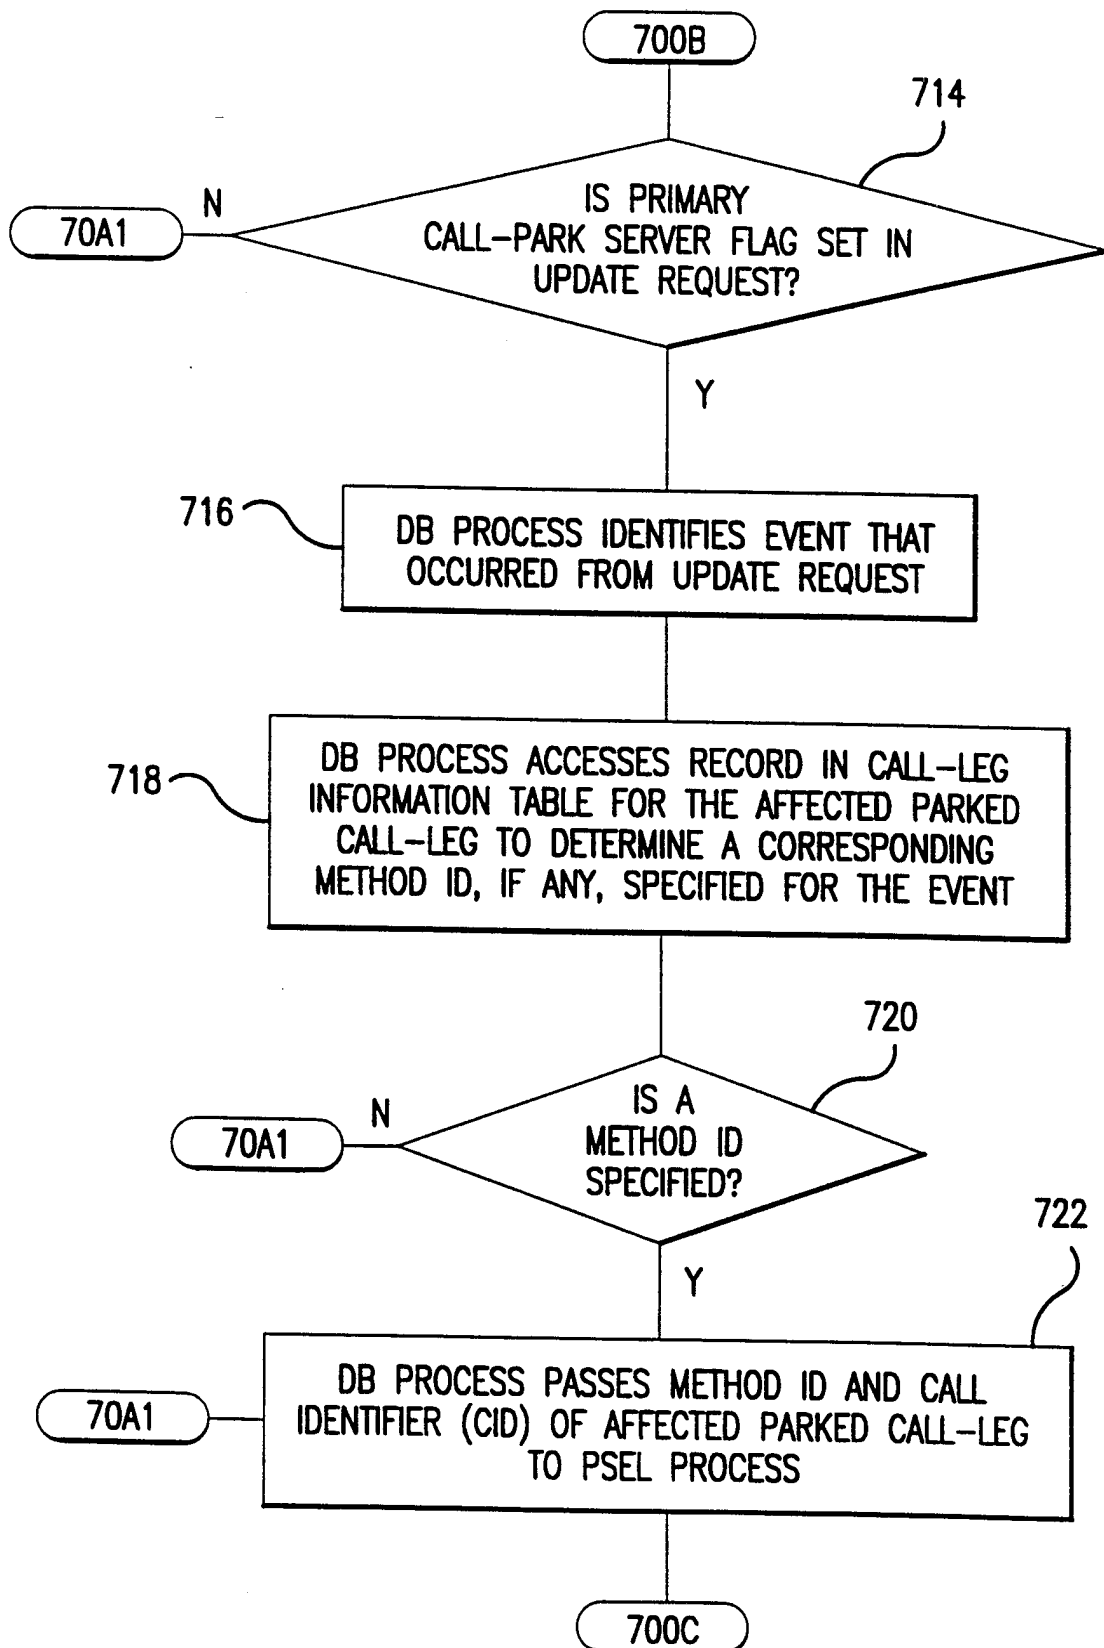 700B
714
N
70A1
IS PRIMARY
CALL-PARK SERVER FLAG SET IN
UPDATE REQUEST?
Y
716
DB PROCESS IDENTIFIES EVENT THAT
OCCURRED FROM UPDATE REQUEST
718
DB PROCESS ACCESSES RECORD IN CALL-LEG
INFORMATION TABLE FOR THE AFFECTED PARKED
CALL-LEG TO DETERMINE A CORRESPONDING
METHOD ID, IF ANY, SPECIFIED FOR THE EVENT
720
N
70A1
IS A
METHOD ID
SPECIFIED?
722
Y
70A1
DB PROCESS PASSES METHOD ID AND CALL
IDENTIFIER (CID) OF AFFECTED PARKED CALL-LEG
TO PSEL PROCESS
700C